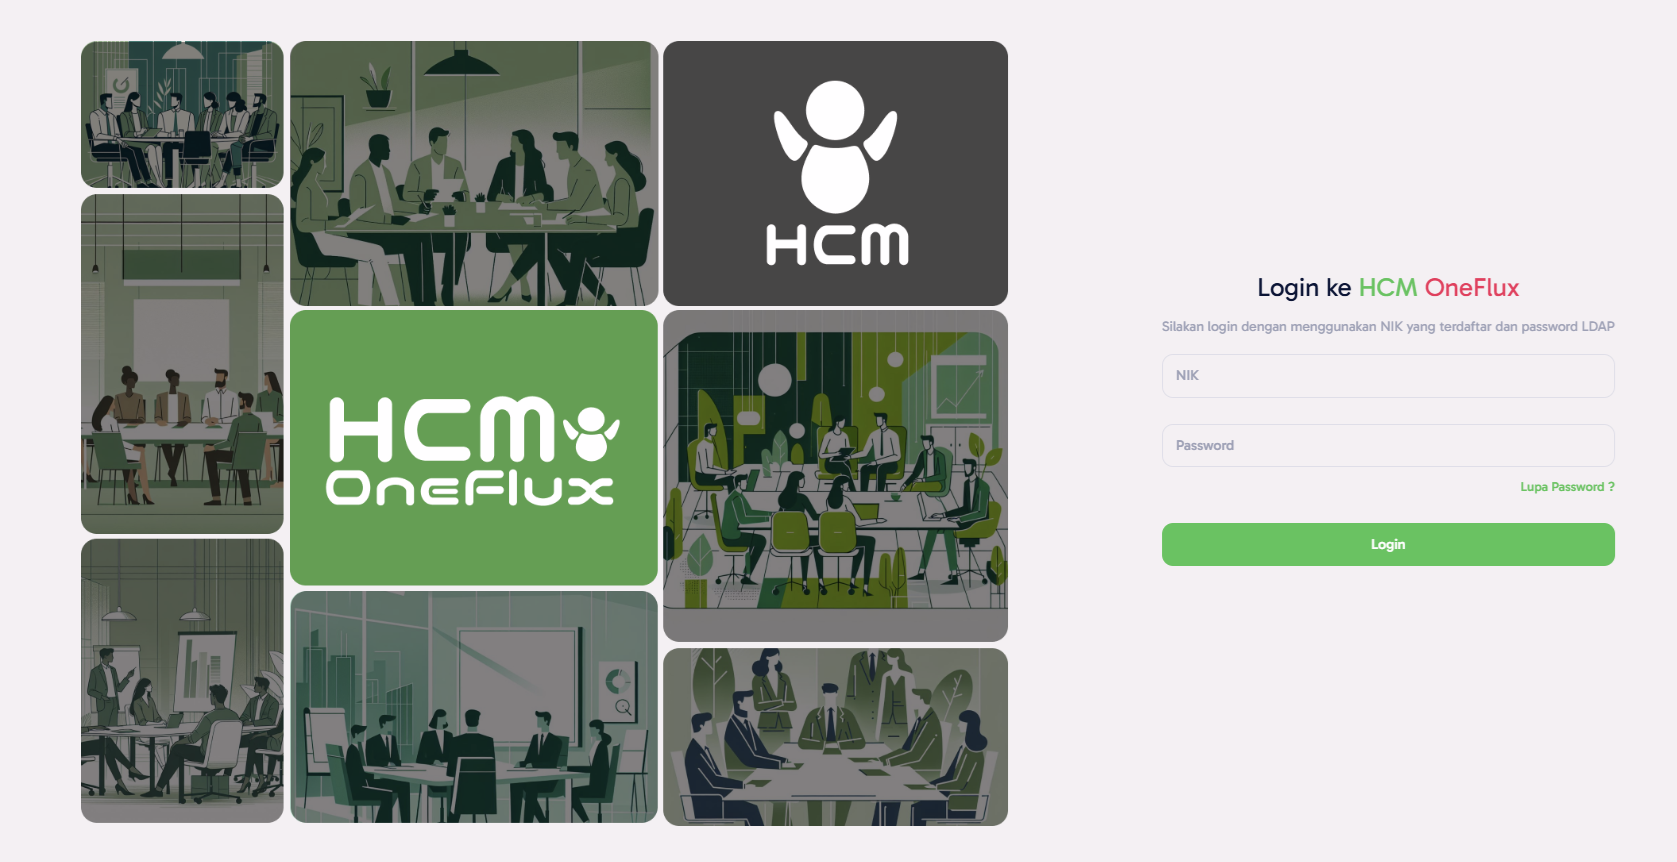 HCM
HCM
OneFlux
Login ke HCM OneFlux
Silakan login dengan menggunakan NIK yang terdaftar dan password LDAP
NIK
Password
Lupa Password ?
Login